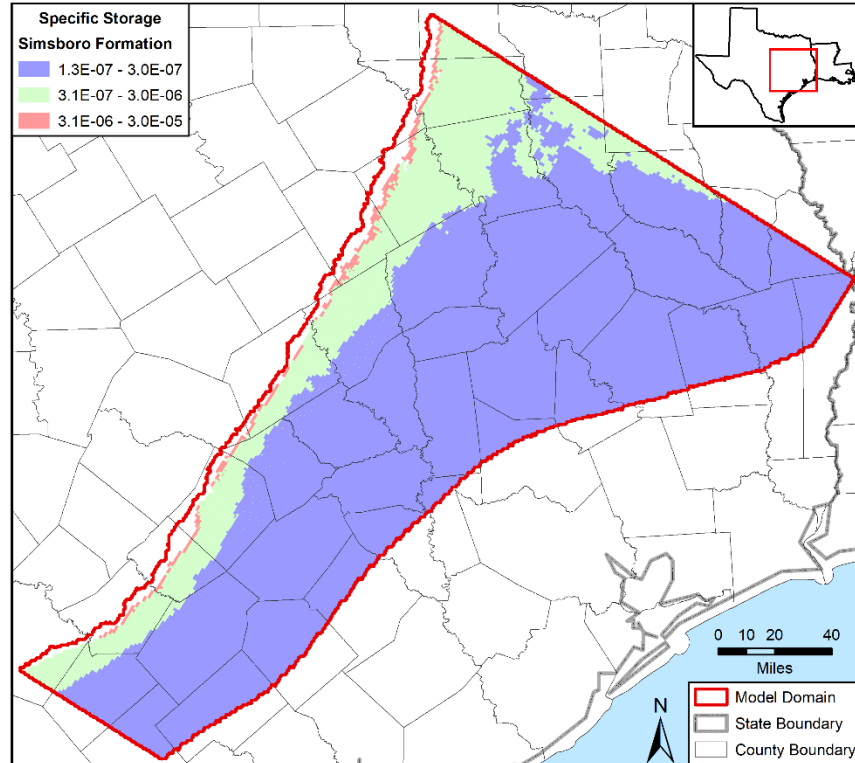 Specific Storage
Simsboro Formation
1.3E-07 - 3.0E-07
3.1E-07 - 3.0E-06
3.1E-06 - 3.0E-05
0 10 20 40
Miles
N
Model Domain
State Boundary
County Boundary